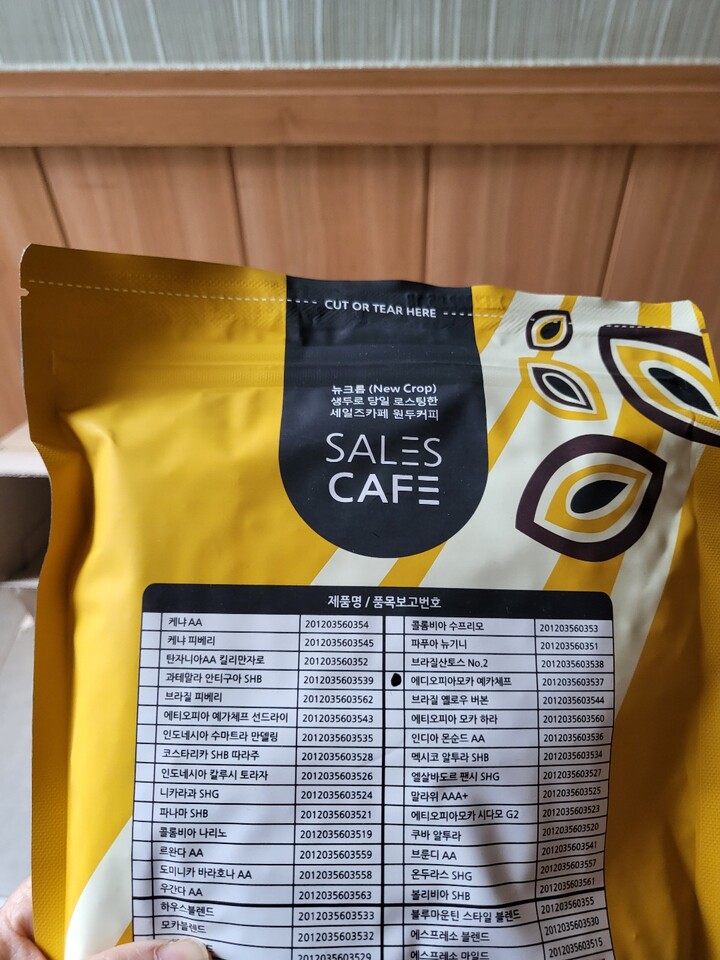 CUT OR TEAR HERE
뉴크롭 (New Crop)
생두로 당일 로스팅한
세일즈카페 원두커피
SALES
CAFE
제품명 / 품목보고번호
케냐 AA 201203560354 콜롬비아 수프리모 201203560353
케냐 피베리 2012035603545 파푸아 뉴기니 201203560351
탄자니아AA 킬리만자로 201203560352 브라질산토스 No.2 2012035603538
과테말라 안티구아 SHB 2012035603539 에디오피아모카 예카체프 2012035603537
브라질 피베리 2012035603562 브라질 옐로우 버본 2012035603544
에티오피아 예가체프 선드라이 2012035603543 에티오피아 모카 하라 2012035603560
인도네시아 수마트라 만델링 2012035603535 인디아 몬순드 AA 2012035603536
코스타리카 SHB 따라주 2012035603528 멕시코 알투라 SHB 2012035603534
인도네시아 칼루시 토라자 2012035603526 엘살바도르 팬시 SHG 2012035603527
니카라과 SHG 2012035603524 말라위 AAA+ 2012035603525
파나마 SHB 2012035603521 에티오피아모카 시다모 G2 2012035603523
콜롬비아 나리노 2012035603519 쿠바 알투라 2012035603520
르완다 AA 2012035603559 브룬디 AA 2012035603541
도미니카 바라호나 AA 2012035603558 온두라스 SHG 2012035603557
우간다 AA 2012035603563 볼리비아 SHB 2012035603561
하우스블렌드 2012035603533 블루마운틴 스타일 블렌드 201203560355
모카블렌드 2012035603532 에스프레소 블렌드 2012035603530
2012035603529 에스프레소 마일드 2012035603515